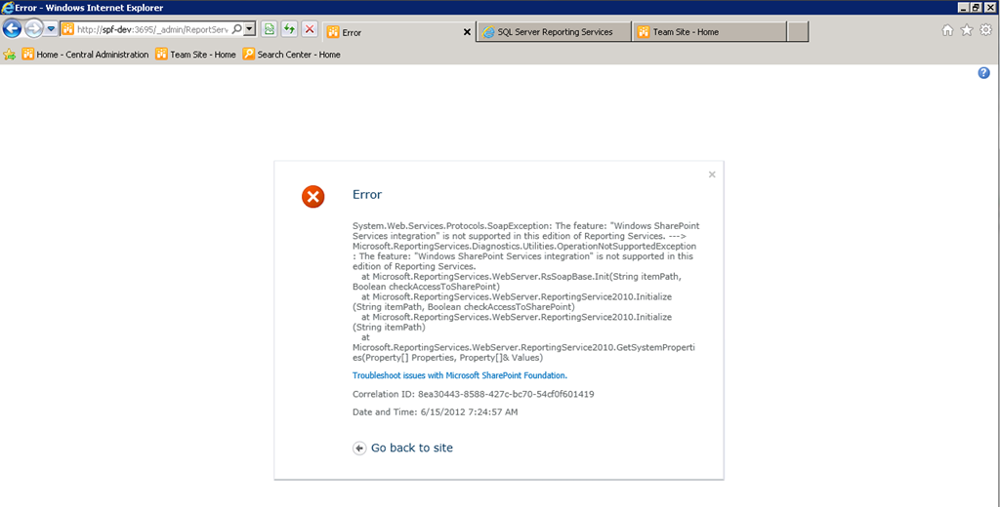 Error - Windows Internet Explorer
http://spf-dev:3695/_admin/ReportServ
Error
SQL Server Reporting Services
Team Site - Home
Home - Central Administration
Team Site - Home
Search Center - Home
Error
System.Web.Services.Protocols.SoapException: The feature: "Windows SharePoint
Services integration" is not supported in this edition of Reporting Services. --->
Microsoft.ReportingServices.Diagnostics.Utilities.OperationNotSupportedException
: The feature: "Windows SharePoint Services integration" is not supported in this
edition of Reporting Services.
at Microsoft.ReportingServices.WebServer.RsSoapBase.Init(String itemPath,
Boolean checkAccessToSharePoint)
at Microsoft.ReportingServices.WebServer.ReportingService2010.Initialize
(String itemPath, Boolean checkAccessToSharePoint)
at Microsoft.ReportingServices.WebServer.ReportingService2010.Initialize
(String itemPath)
at
Microsoft.ReportingServices.WebServer.ReportingService2010.GetSystemProperti
es(Property[] Properties, Property[]& Values)
Troubleshoot issues with Microsoft SharePoint Foundation.
Correlation ID: 8ea30443-8588-427c-bc70-54cf0f601419
Date and Time: 6/15/2012 7:24:57 AM
Go back to site